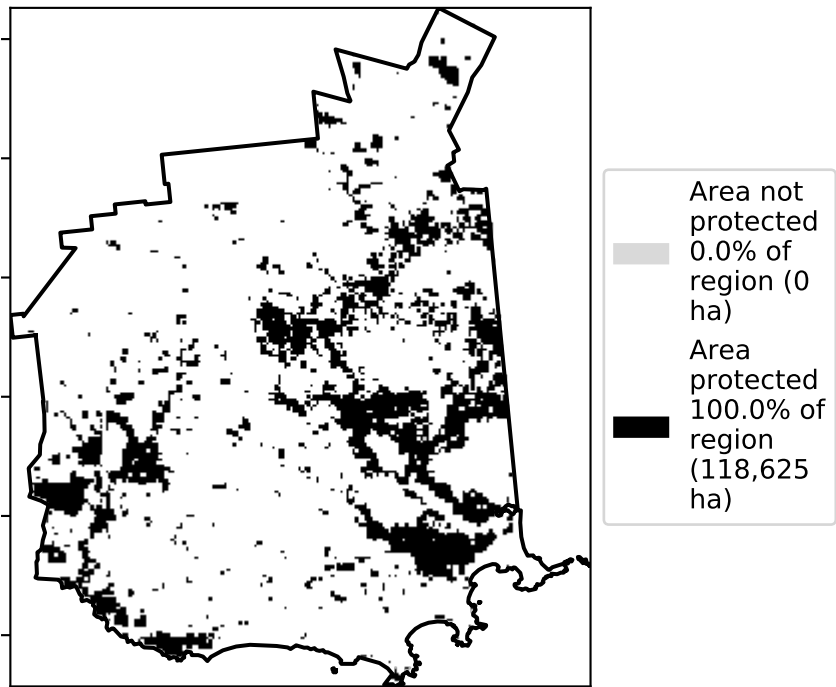 Area not
protected
0.0% of
region (0
ha)
Area
protected
100.0% of
region
(118,625
ha)